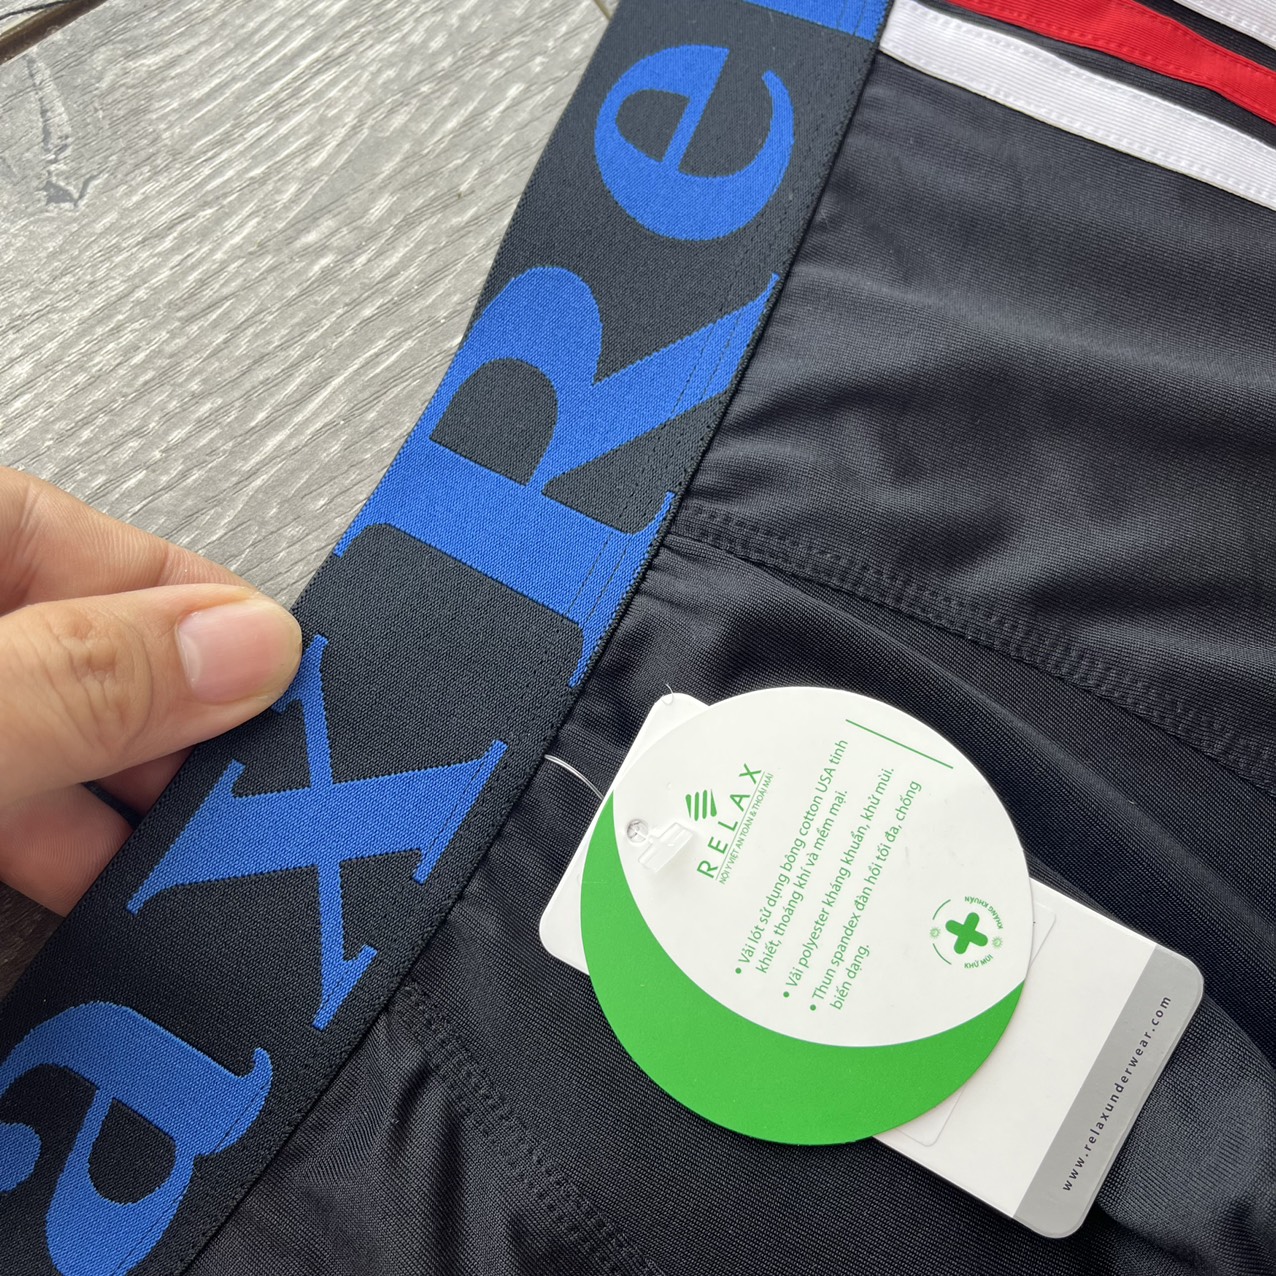 axRel
RELAX
NỘI Y VIỆT AN TOÀN & THOẢI MÁI
• Vải lót sử dụng bông cotton USA tinh
khiết, thoáng khí và mềm mại.
• Vải polyester kháng khuẩn, khử mùi.
• Thun spandex đàn hồi tối đa, chống
biến dạng.
KHÁNG KHUẨN
KHỬ MÙI
www.relaxunderwear.com